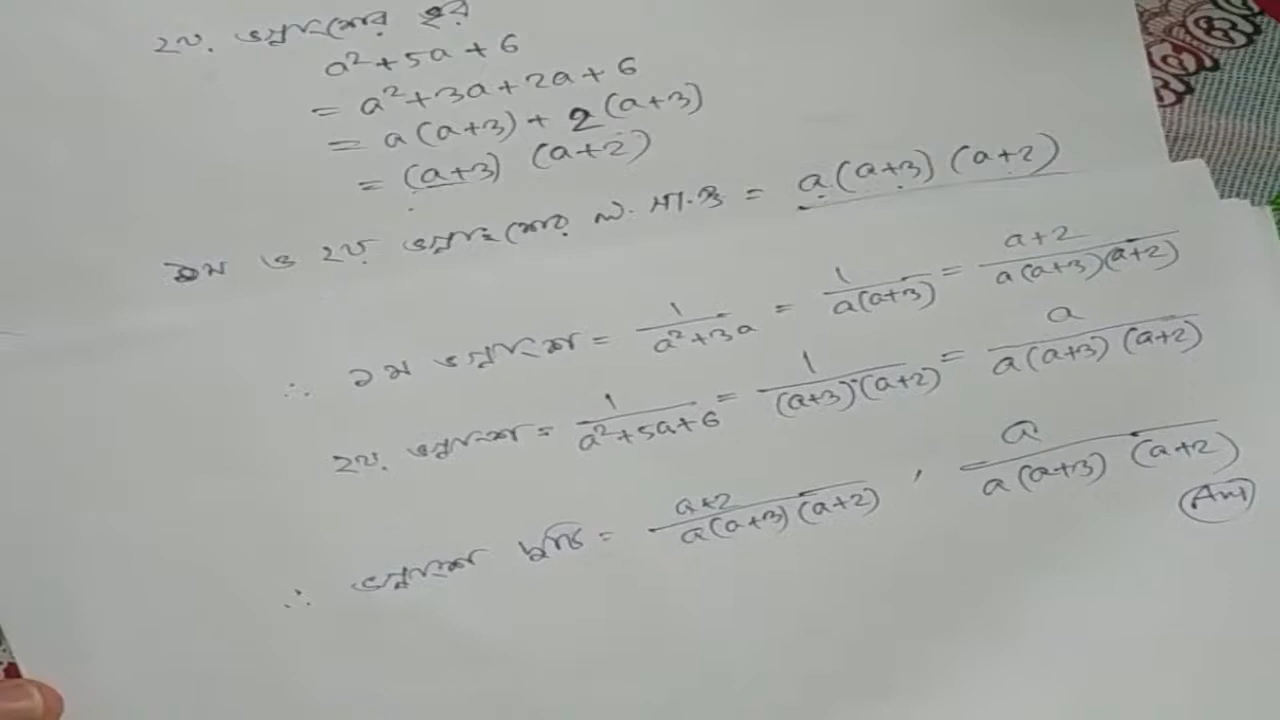 ২য় ভগ্নাংশের হর
a² + 5a + 6
= a² + 3a + 2a + 6
= a(a+3) + 2(a+3)
= (a+3) (a+2)
১ম ও ২য় ভগ্নাংশের ল.সা.গু = a(a+3) (a+2)
∴ ১ম ভগ্নাংশ = 1/(a²+3a) = 1/(a(a+3)) = (a+2)/(a(a+3)(a+2))
২য় ভগ্নাংশ = 1/(a²+5a+6) = 1/((a+3)(a+2)) = a/(a(a+3)(a+2))
∴ ভগ্নাংশ দুটি = (a+2)/(a(a+3)(a+2)) , a/(a(a+3)(a+2))
(Ans)